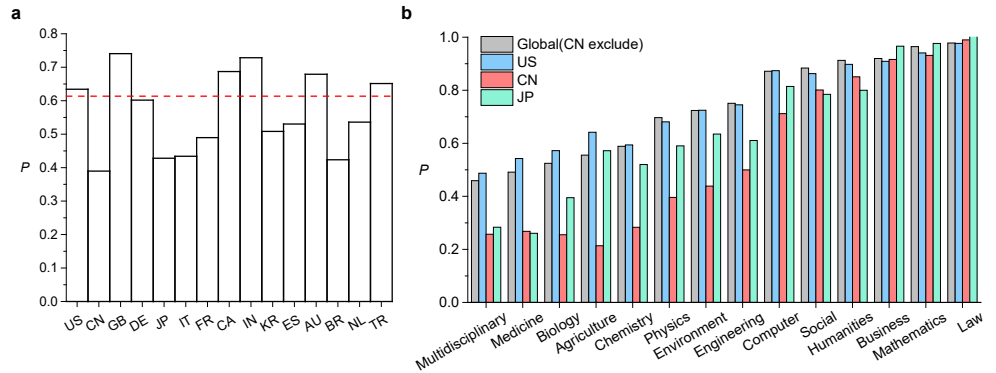 a
0.8
0.7
0.6
0.5
P
0.4
0.3
0.2
0.1
0.0
US CN GB DE JP IT FR CA IN KR ES AU BR NL TR
b
Global(CN exclude)
US
CN
JP
1.0
0.8
0.6
P
0.4
0.2
0.0
Multidisciplinary Medicine Biology Agriculture Chemistry Physics Environment Engineering Computer Social Humanities Business Mathematics Law